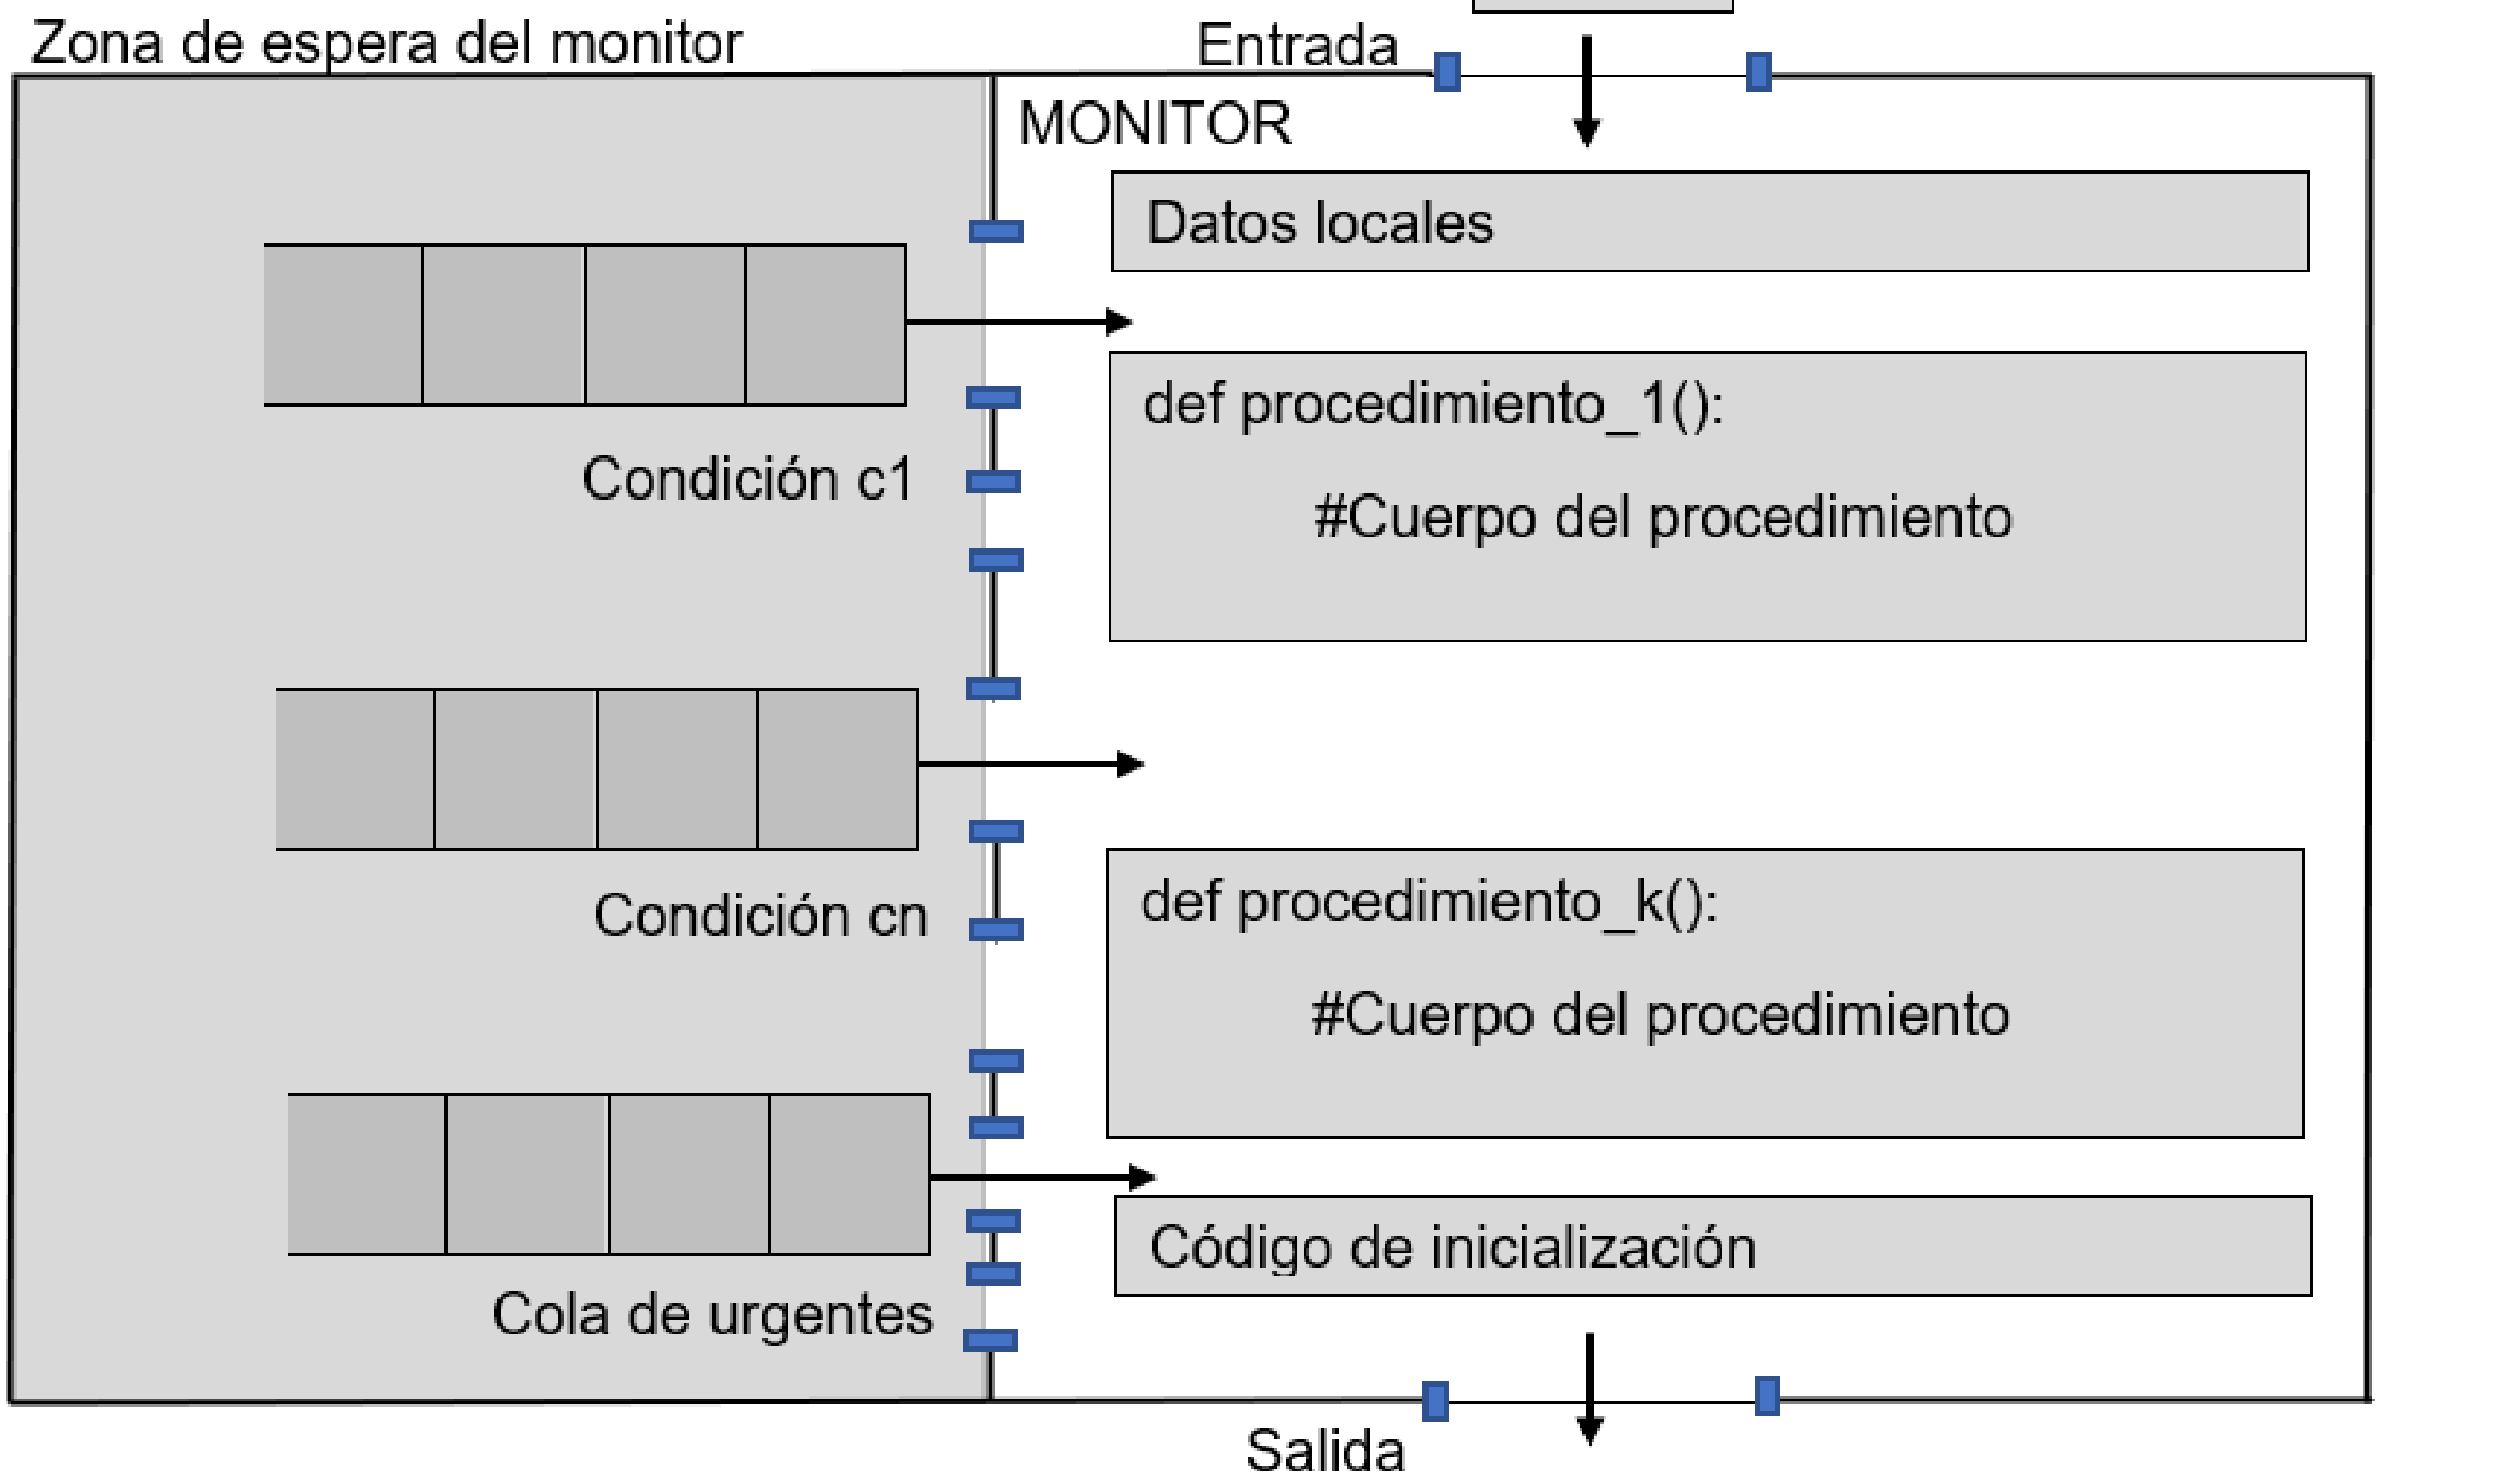 Zona de espera del monitor
Entrada
MONITOR
Datos locales
def procedimiento_1():
#Cuerpo del procedimiento
Condición c1
Condición cn
def procedimiento_k():
#Cuerpo del procedimiento
Código de inicialización
Cola de urgentes
Salida